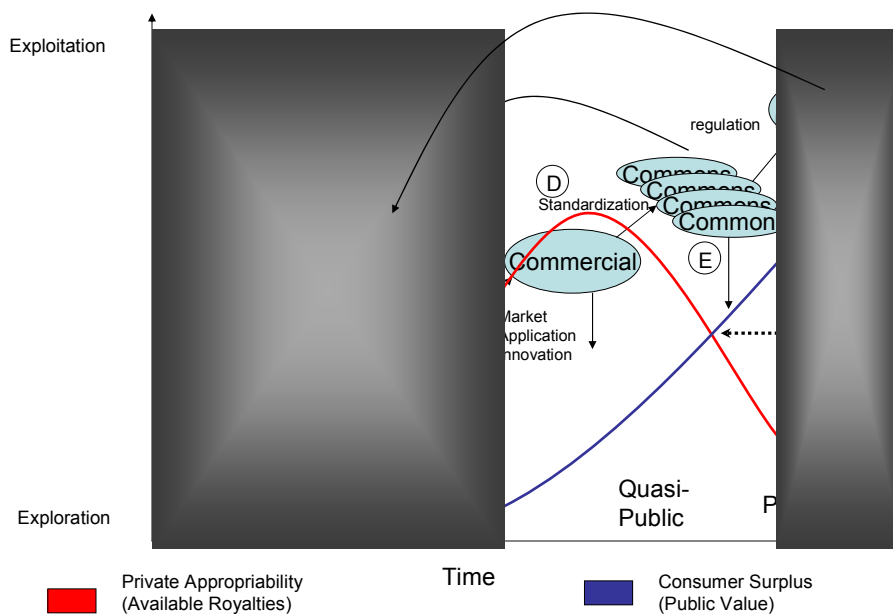 Exploitation
regulation
Commons
Commons
Commons
Common
D
Standardization
Commercial
E
Market
Application
Innovation
Quasi-
Public
P
Exploration
Time
Private Appropriability
(Available Royalties)
Consumer Surplus
(Public Value)